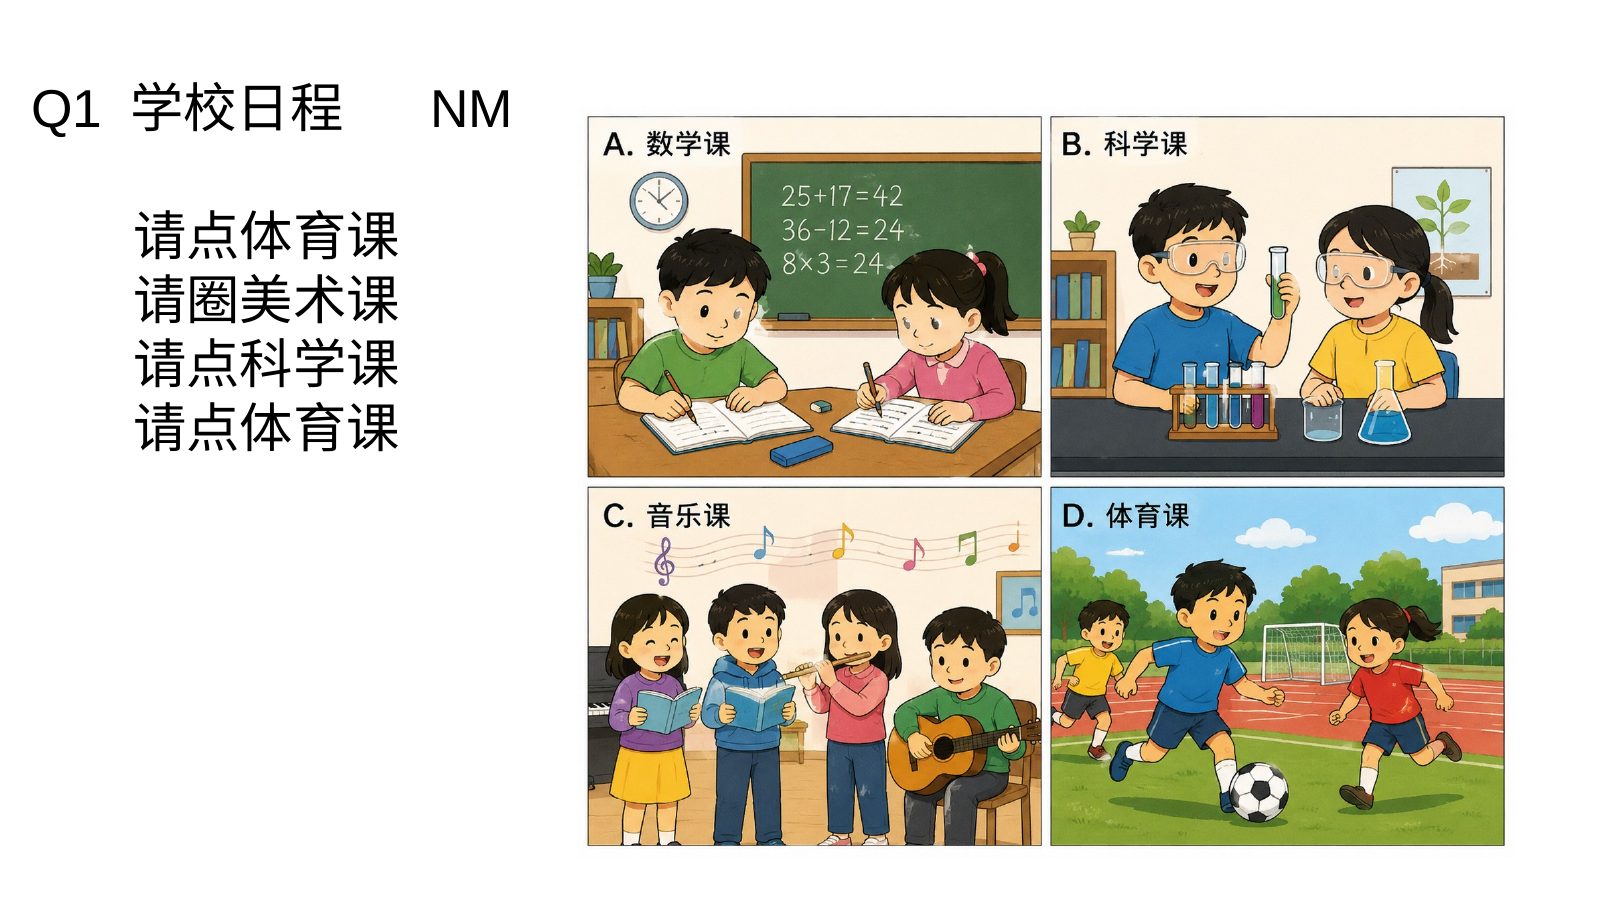 Q1 学校日程 NM
请点体育课
请圈美术课
请点科学课
请点体育课
A. 数学课
25+17=42
36-12=24
8×3=24
B. 科学课
C. 音乐课
D. 体育课